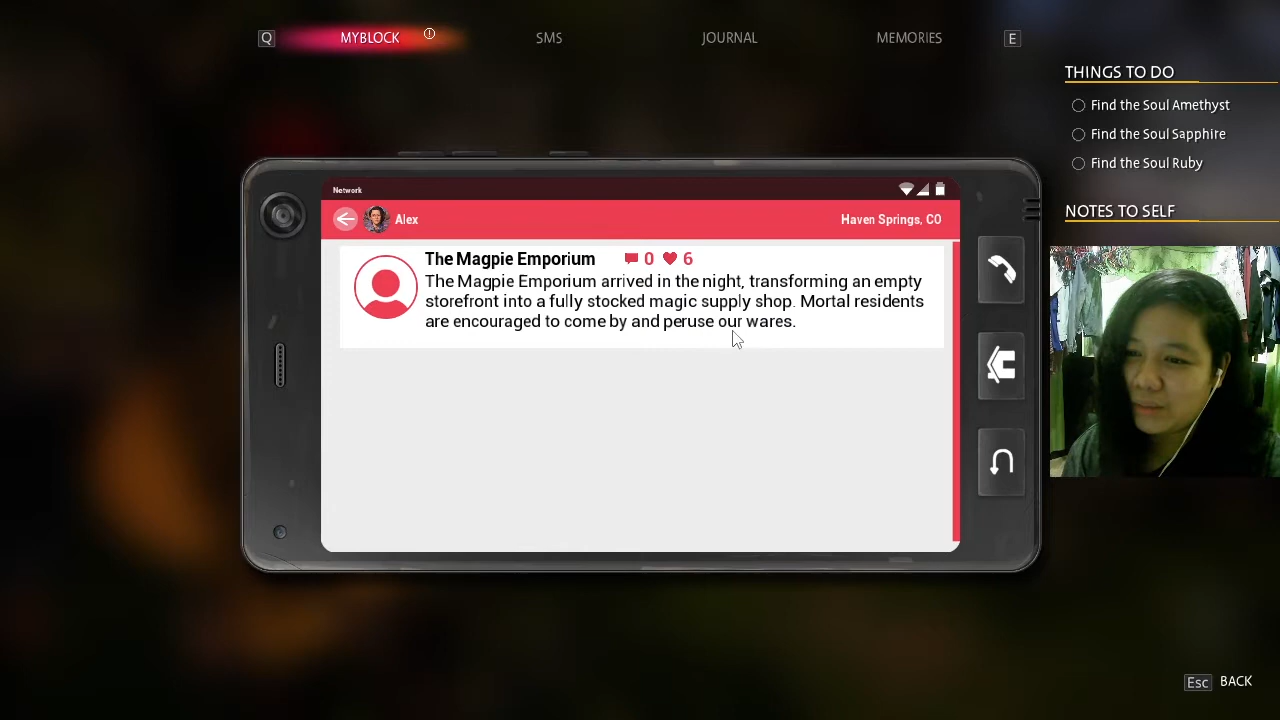 Q MYBLOCK SMS JOURNAL MEMORIES E
THINGS TO DO
Find the Soul Amethyst
Find the Soul Sapphire
Find the Soul Ruby
NOTES TO SELF
Network
Alex Haven Springs, CO
The Magpie Emporium 0 6
The Magpie Emporium arrived in the night, transforming an empty
storefront into a fully stocked magic supply shop. Mortal residents
are encouraged to come by and peruse our wares.
Esc BACK